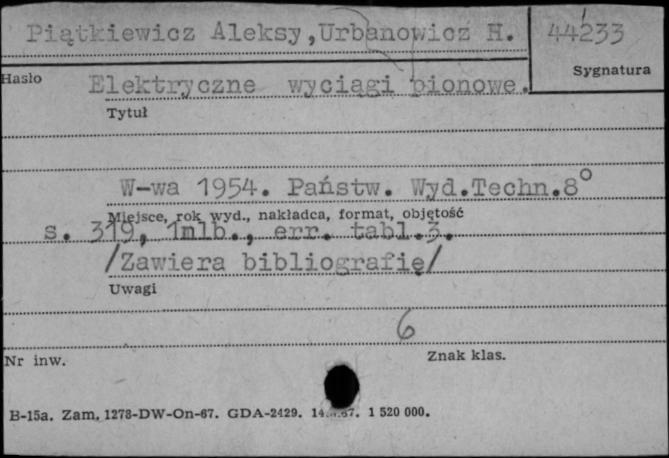 Piątkiewicz Aleksy,Urbanowicz H.
44233
Hasło
Sygnatura
Elektryczne wyciągi pionowe.
Tytuł
W-wa 1954. Państw. Wyd.Techn.8°
Miejsce, rok wyd., nakładca, format, objętość
s. 319, 1nlb., err. tabl.3.
/Zawiera bibliografię/
Uwagi
6
Nr inw.
Znak klas.
B-15a. Zam. 1278-DW-On-67. GDA-2429. 1 520 000.